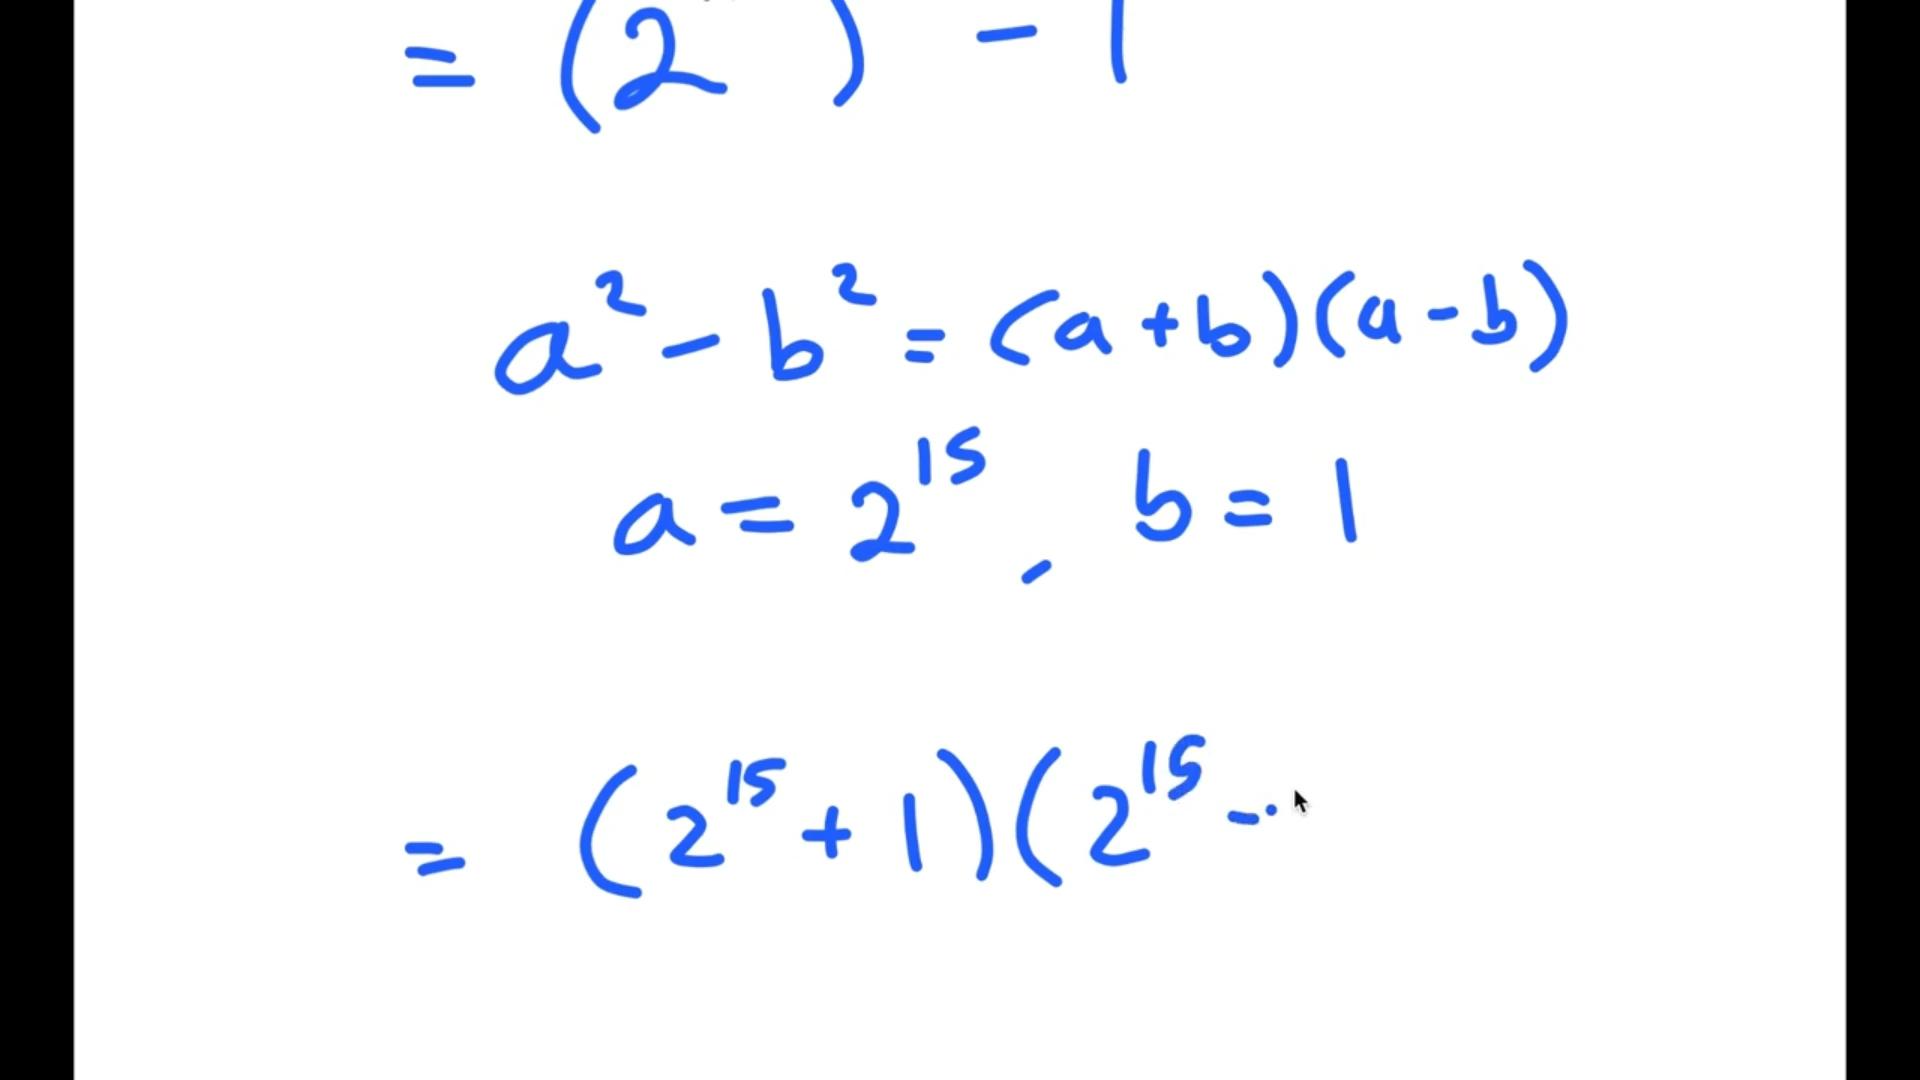 = (2 ) - 1
a² - b² = (a + b)(a - b)
a = 2¹⁵, b = 1
= (2¹⁵ + 1)(2¹⁵ -